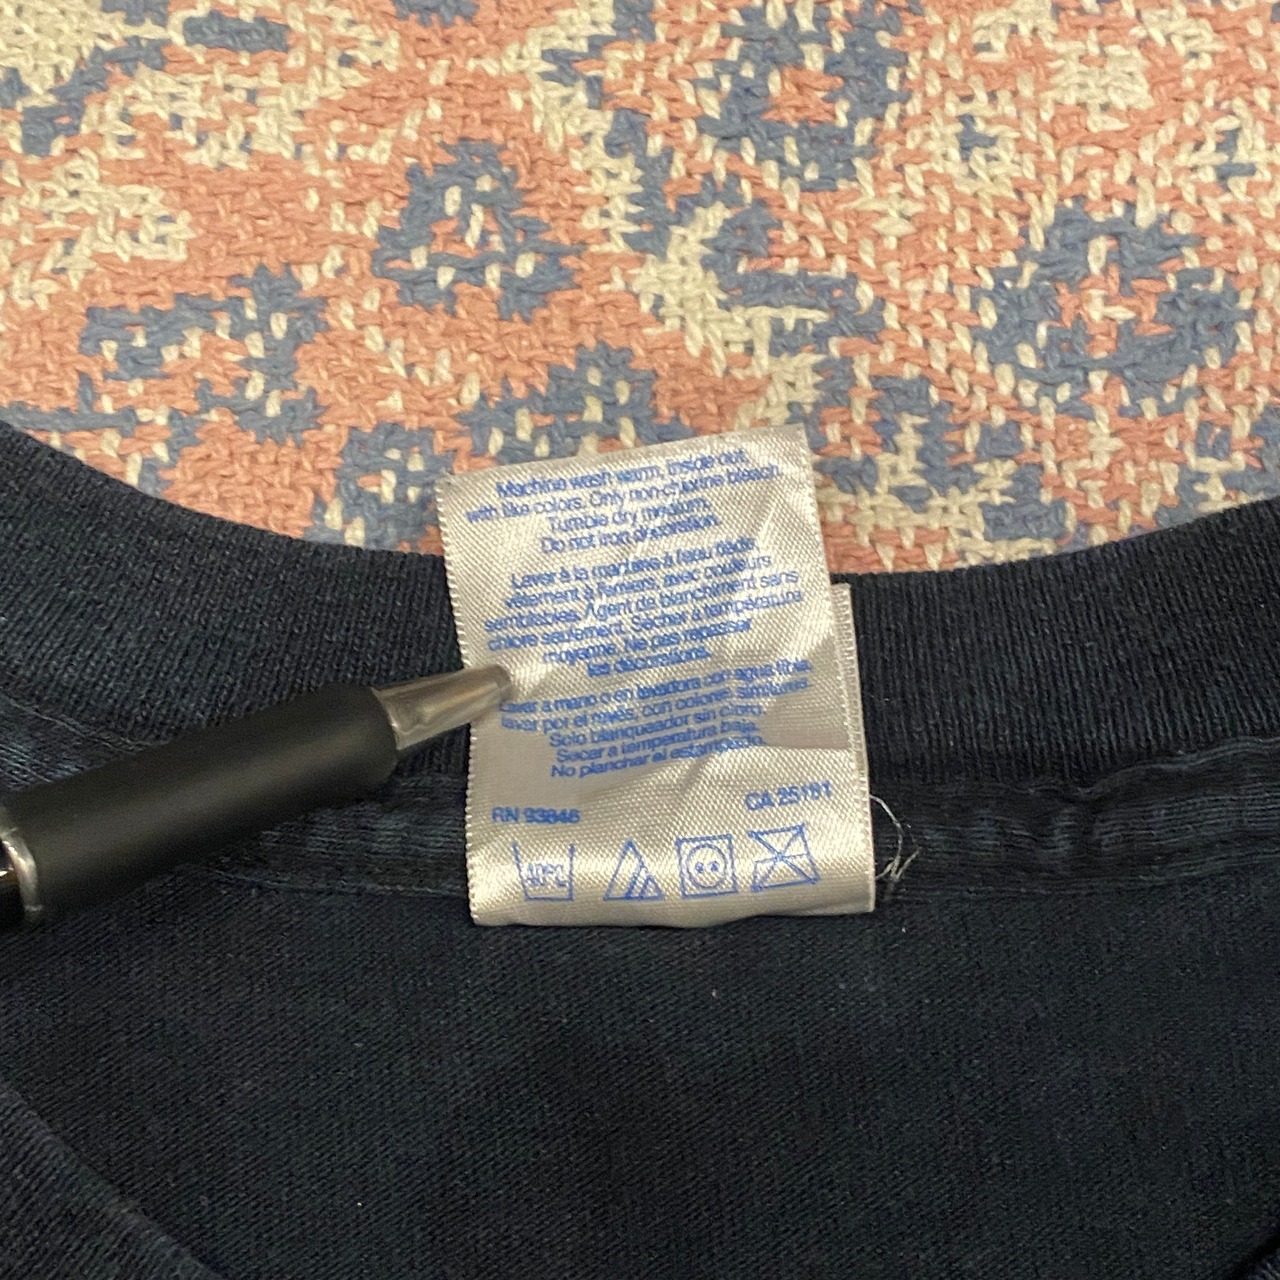 Machine wash warm, inside out,
with like colors. Only non-chlorine bleach.
Tumble dry medium.
Do not iron decoration.
Laver à la machine à l'eau tiède
vêtement à l'envers, avec couleurs
semblables. Agent de blanchiment sans
chlore seulement. Sécher à température
moyenne. Ne pas repasser
les décorations.
Lavar a mano o en lavadora con agua tibia,
lavar por el revés, con colores similares.
Solo blanqueador sin cloro.
Secar a temperatura baja.
No planchar el estampado.
RN 93846 CA 25181
40°C